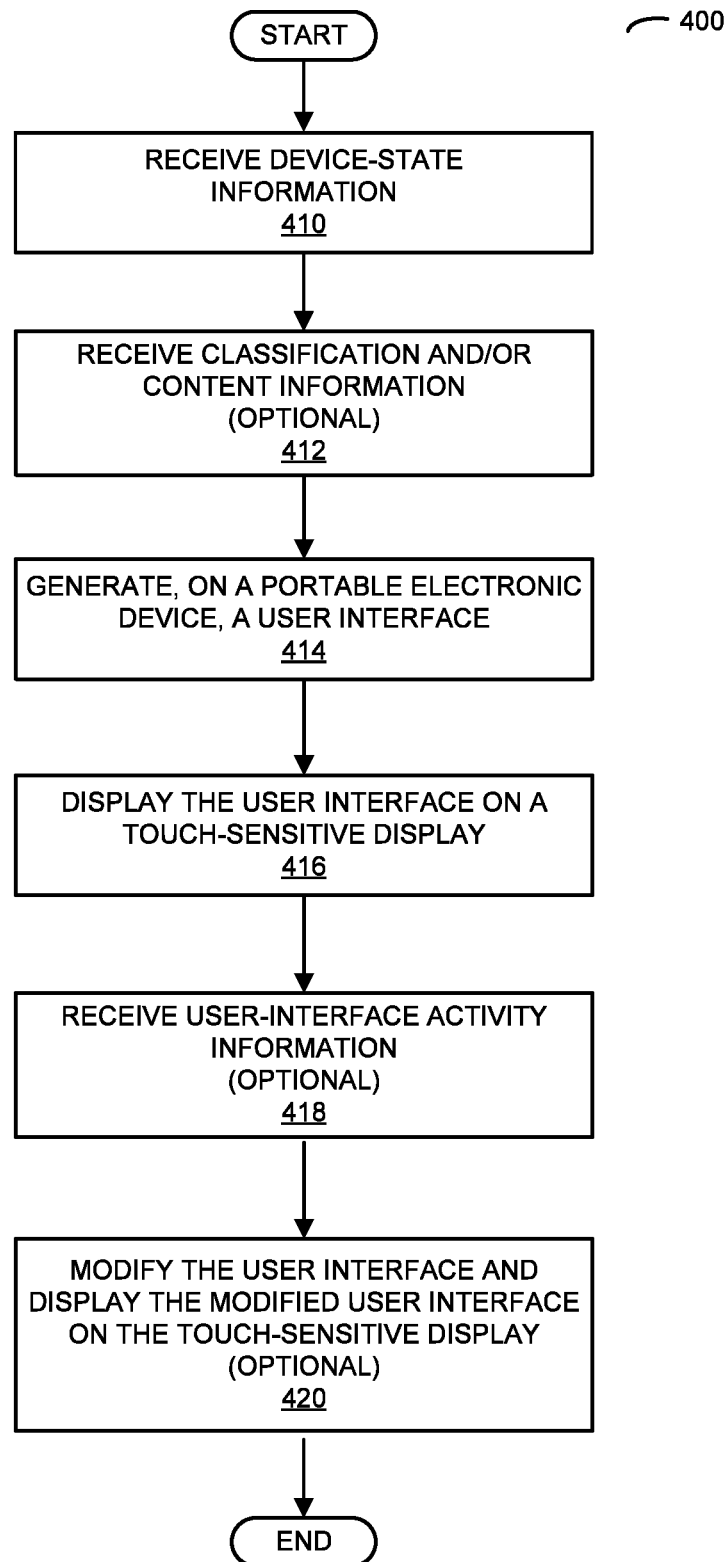 START
400
RECEIVE DEVICE-STATE
INFORMATION
410
RECEIVE CLASSIFICATION AND/OR
CONTENT INFORMATION
(OPTIONAL)
412
GENERATE, ON A PORTABLE ELECTRONIC
DEVICE, A USER INTERFACE
414
DISPLAY THE USER INTERFACE ON A
TOUCH-SENSITIVE DISPLAY
416
RECEIVE USER-INTERFACE ACTIVITY
INFORMATION
(OPTIONAL)
418
MODIFY THE USER INTERFACE AND
DISPLAY THE MODIFIED USER INTERFACE
ON THE TOUCH-SENSITIVE DISPLAY
(OPTIONAL)
420
END